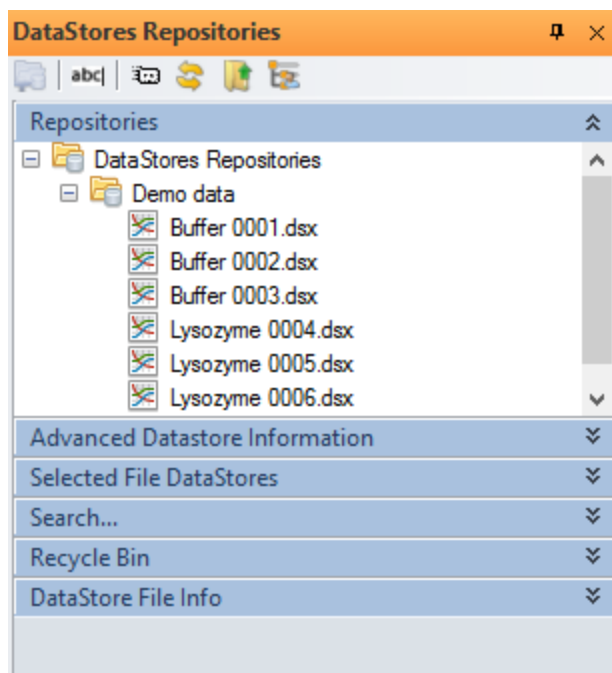 DataStores Repositories
abc
Repositories
DataStores Repositories
Demo data
Buffer 0001.dsx
Buffer 0002.dsx
Buffer 0003.dsx
Lysozyme 0004.dsx
Lysozyme 0005.dsx
Lysozyme 0006.dsx
Advanced Datastore Information
Selected File DataStores
Search...
Recycle Bin
DataStore File Info